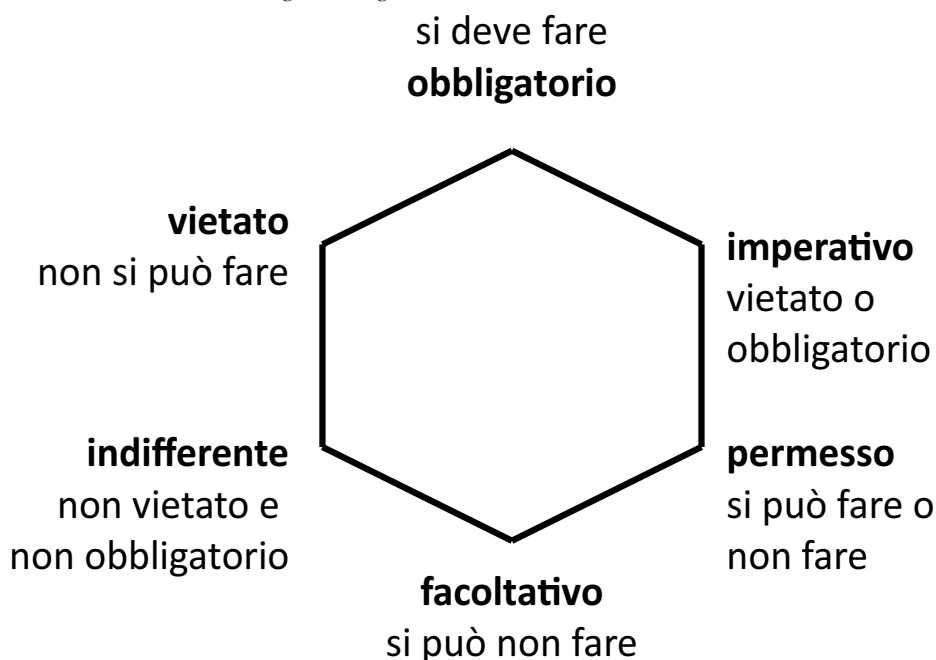 si deve fare
obbligatorio
vietato
non si può fare
imperativo
vietato o
obbligatorio
indifferente
non vietato e
non obbligatorio
permesso
si può fare o
non fare
facoltativo
si può non fare